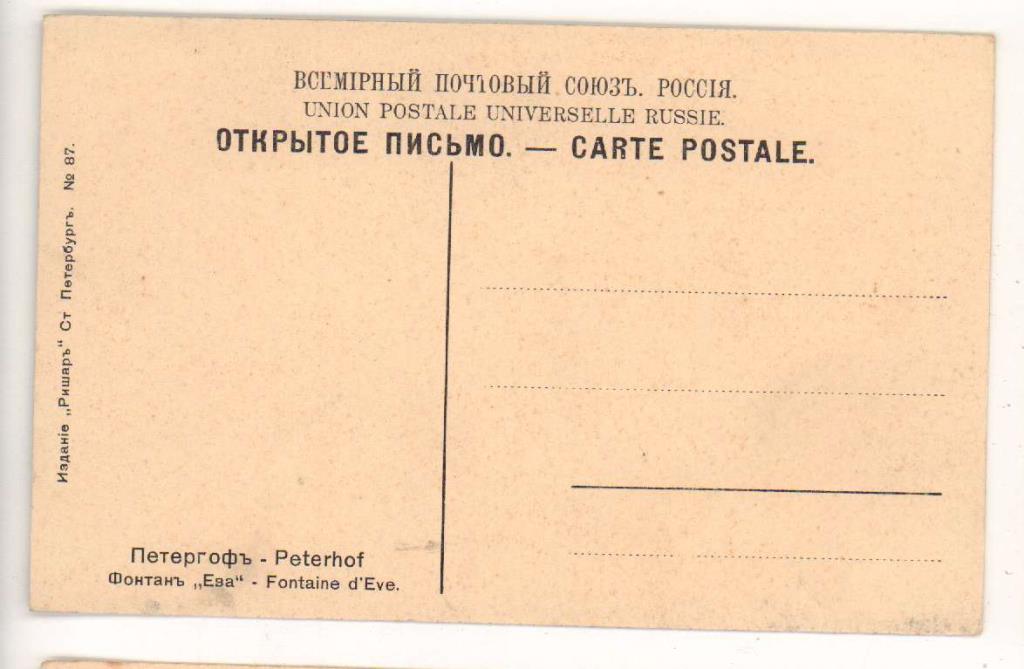 ВСЕМІРНЫЙ ПОЧТОВЫЙ СОЮЗЪ. РОССІЯ.
UNION POSTALE UNIVERSELLE RUSSIE.
ОТКРЫТОЕ ПИСЬМО. — CARTE POSTALE.
Изданіе „Ришаръ“ Ст Петербургъ. № 87.
Петергофъ - Peterhof
Фонтанъ „Ева“ - Fontaine d'Eve.